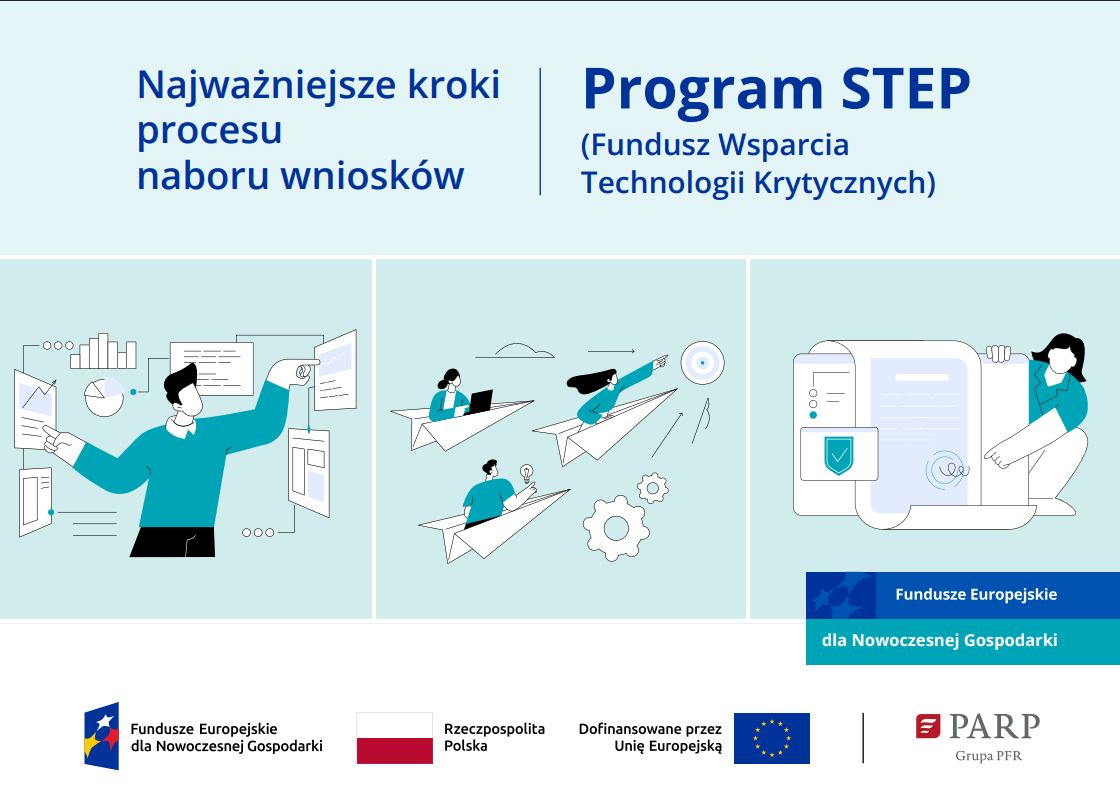 Najważniejsze kroki
procesu
naboru wniosków
Program STEP
(Fundusz Wsparcia
Technologii Krytycznych)
Fundusze Europejskie
dla Nowoczesnej Gospodarki
Fundusze Europejskie
dla Nowoczesnej Gospodarki
Rzeczpospolita
Polska
Dofinansowane przez
Unię Europejską
PARP
Grupa PFR